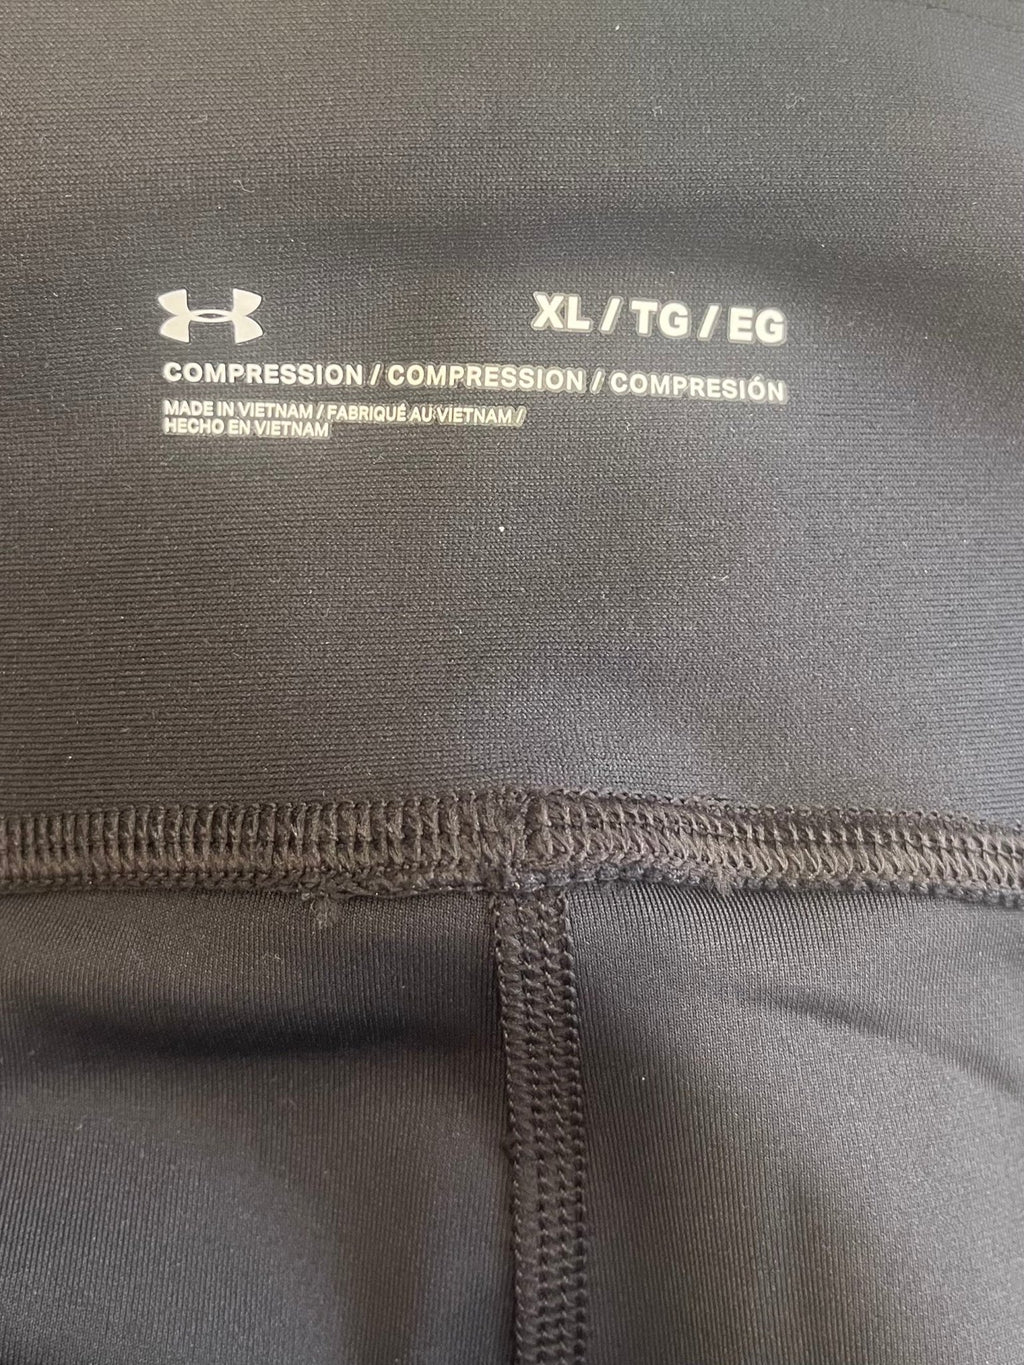 XL / TG / EG
COMPRESSION / COMPRESSION / COMPRESIÓN
MADE IN VIETNAM / FABRIQUÉ AU VIETNAM /
HECHO EN VIETNAM